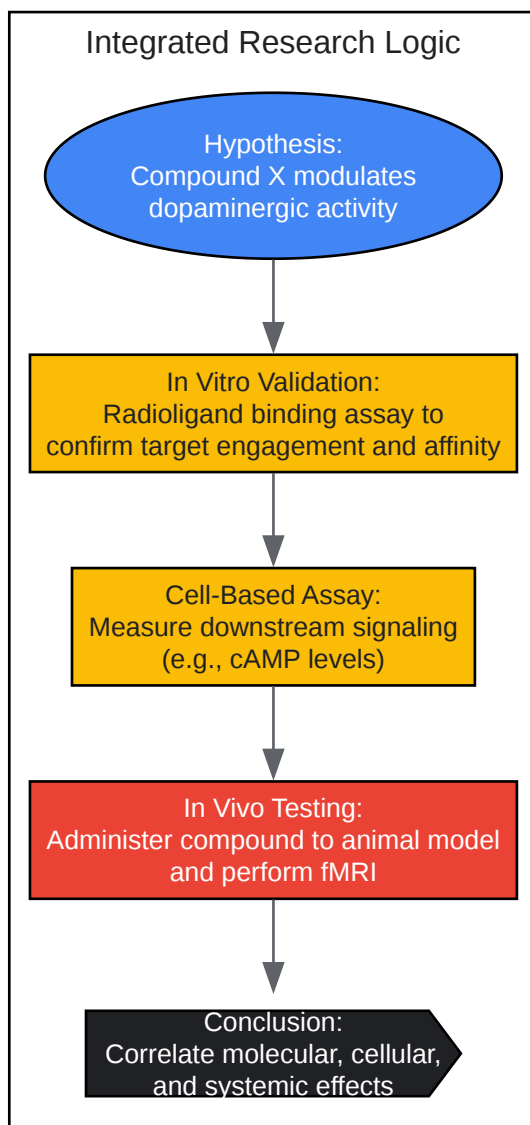 Integrated Research Logic
Hypothesis:
Compound X modulates
dopaminergic activity
In Vitro Validation:
Radioligand binding assay to
confirm target engagement and affinity
Cell-Based Assay:
Measure downstream signaling
(e.g., cAMP levels)
In Vivo Testing:
Administer compound to animal model
and perform fMRI
Conclusion:
Correlate molecular, cellular,
and systemic effects